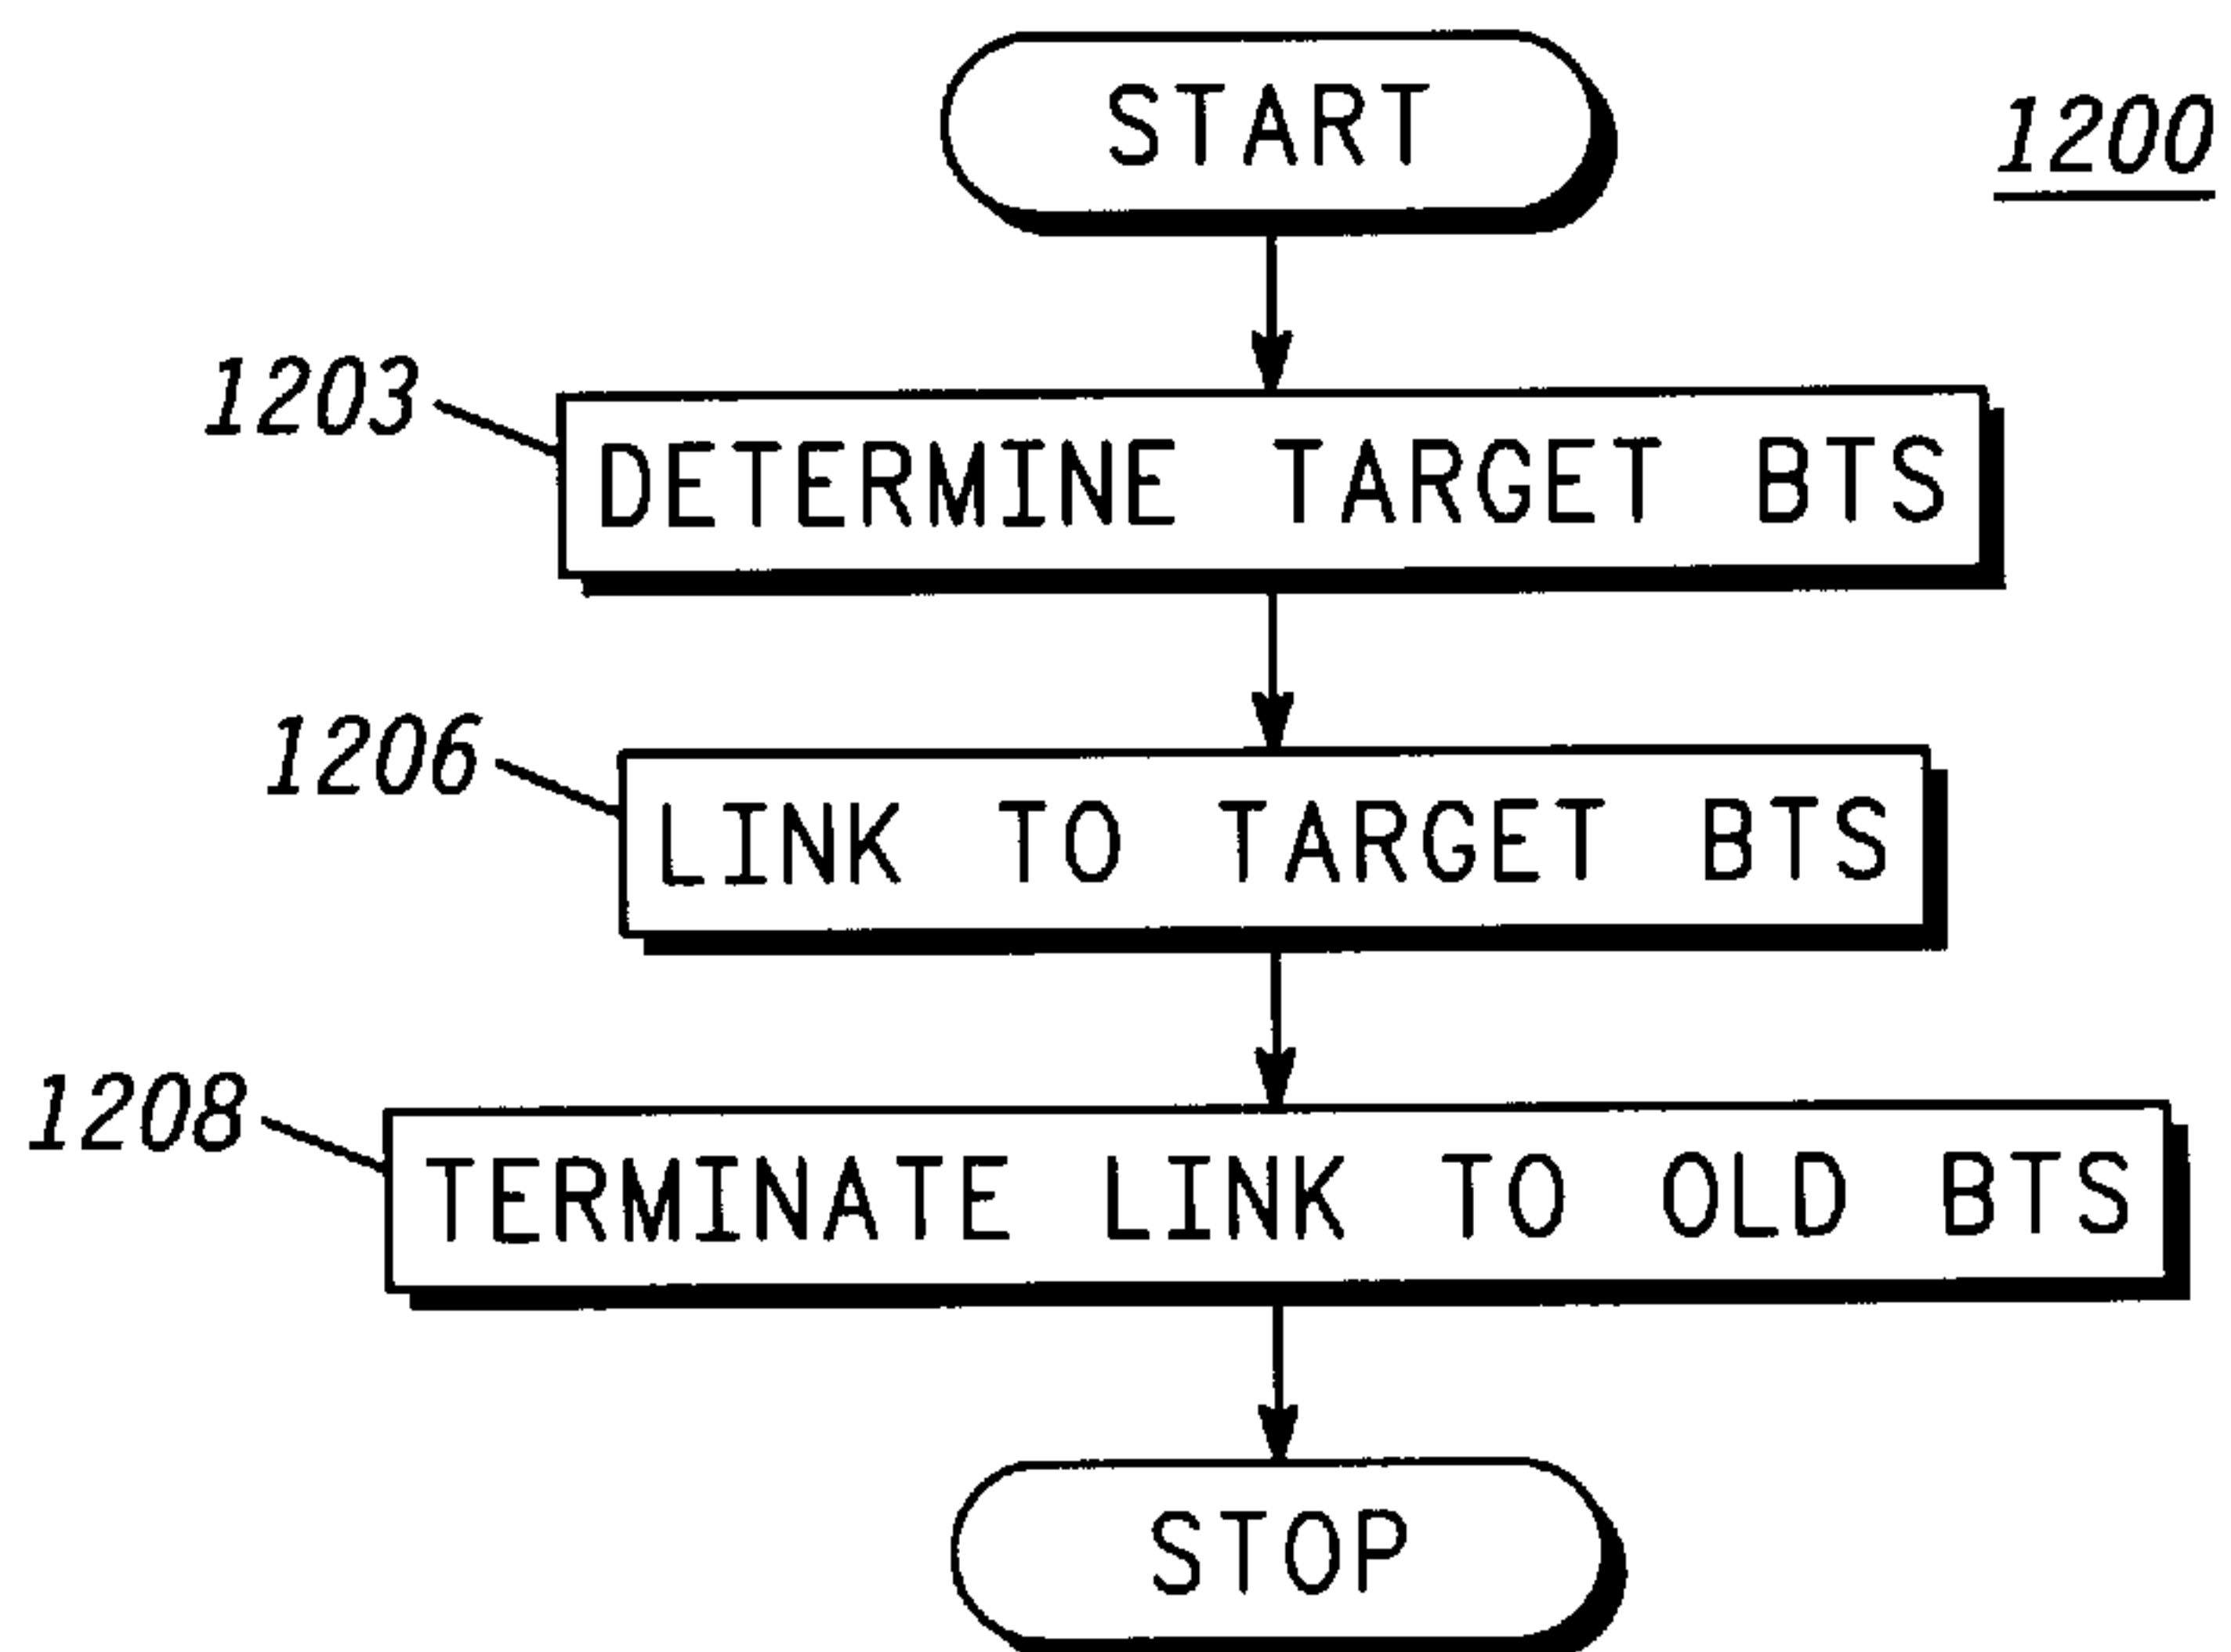 START
1200
1203
DETERMINE TARGET BTS
1206
LINK TO TARGET BTS
1208
TERMINATE LINK TO OLD BTS
STOP